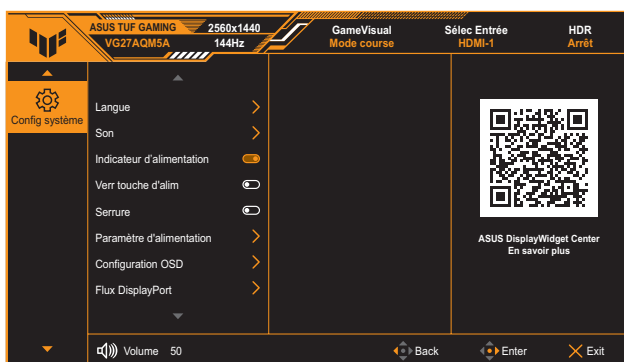 ASUS TUF GAMING 2560x1440 GameVisual Sélec Entrée HDR
VG27AQM5A 144Hz Mode course HDMI-1 Arrêt
Config système
Langue
Son
Indicateur d'alimentation
Verr touche d'alim
Serrure
Paramètre d'alimentation
Configuration OSD
Flux DisplayPort
ASUS DisplayWidget Center
En savoir plus
Volume 50 Back Enter Exit